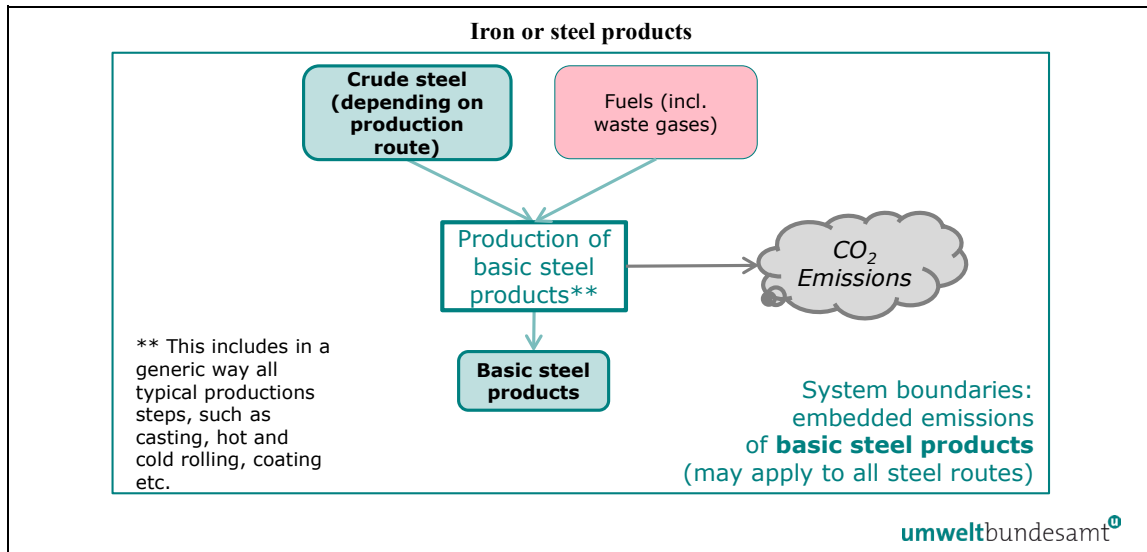 Iron or steel products
Crude steel
(depending on
production
route)
Fuels (incl.
waste gases)
Production of
basic steel
products**
CO₂
Emissions
Basic steel
products
** This includes in a
generic way all
typical productions
steps, such as
casting, hot and
cold rolling, coating
etc.
System boundaries:
embedded emissions
of basic steel products
(may apply to all steel routes)
umweltbundesamt
u